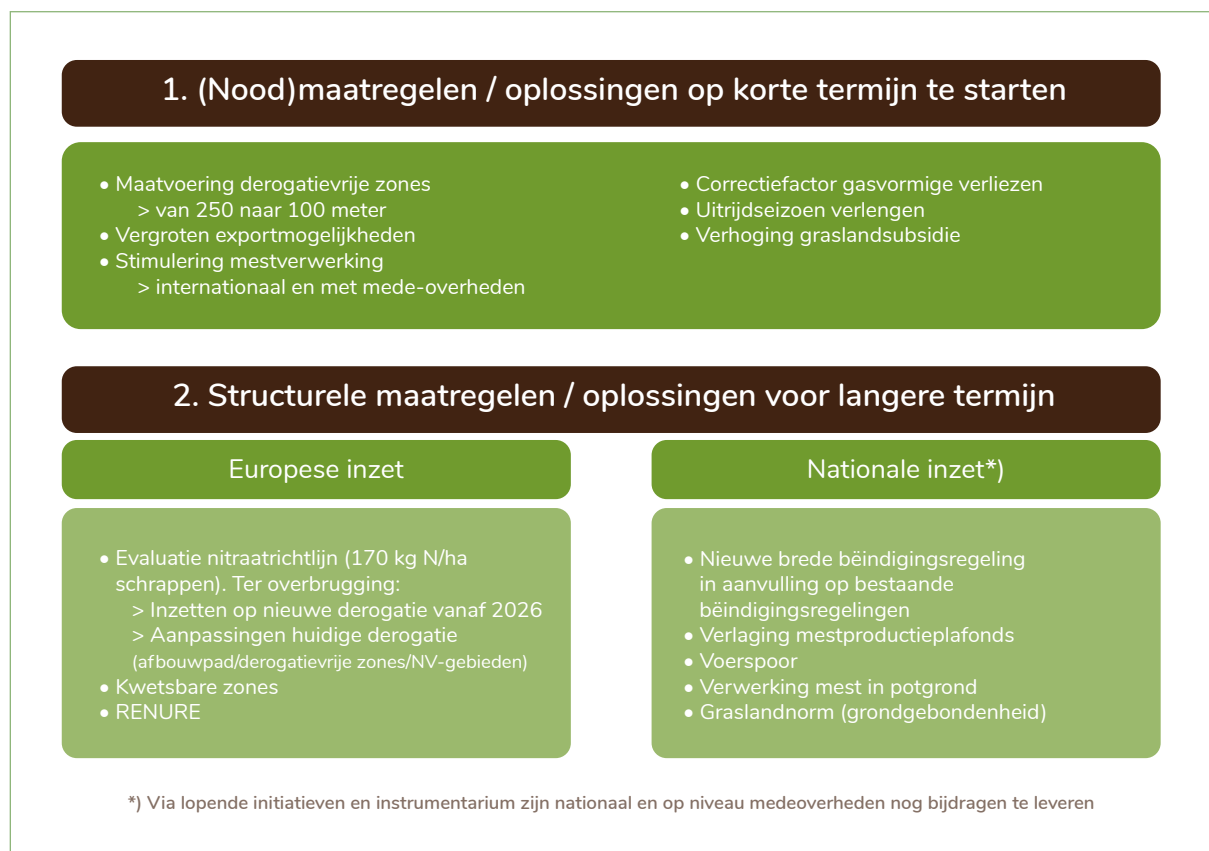 1. (Nood)maatregelen / oplossingen op korte termijn te starten
• Maatvoering derogatievrije zones
> van 250 naar 100 meter
• Vergroten exportmogelijkheden
• Stimulering mestverwerking
> internationaal en met mede-overheden
• Correctiefactor gasvormige verliezen
• Uitrijdseizoen verlengen
• Verhoging graslandsubsidie
2. Structurele maatregelen / oplossingen voor langere termijn
Europese inzet
• Evaluatie nitraatrichtlijn (170 kg N/ha
schrappen). Ter overbrugging:
> Inzetten op nieuwe derogatie vanaf 2026
> Aanpassingen huidige derogatie
(afbouwpad/derogatievrije zones/NV-gebieden)
• Kwetsbare zones
• RENURE
Nationale inzet*)
• Nieuwe brede bëindigingsregeling
in aanvulling op bestaande
bëindigingsregelingen
• Verlaging mestproductieplafonds
• Voerspoor
• Verwerking mest in potgrond
• Graslandnorm (grondgebondenheid)
*) Via lopende initiatieven en instrumentarium zijn nationaal en op niveau medeoverheden nog bijdragen te leveren